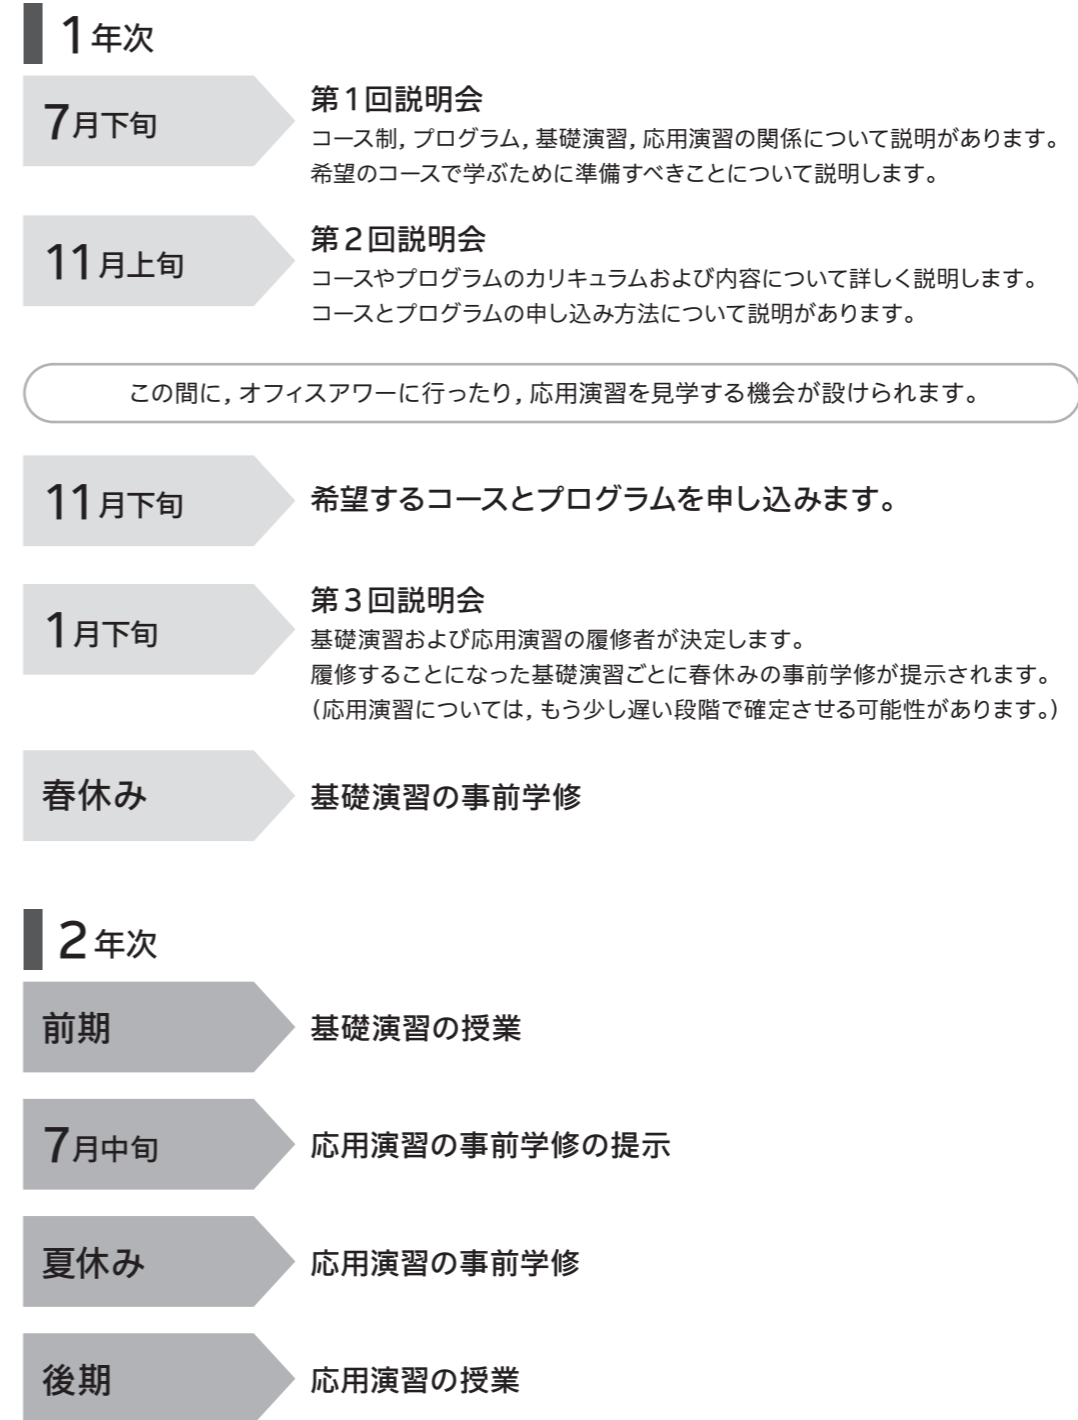 1年次
7月下旬
第1回説明会
コース制, プログラム, 基礎演習, 応用演習の関係について説明があります。
希望のコースで学ぶために準備すべきことについて説明します。
11月上旬
第2回説明会
コースやプログラムのカリキュラムおよび内容について詳しく説明します。
コースとプログラムの申し込み方法について説明があります。
この間に, オフィスアワーに行ったり, 応用演習を見学する機会が設けられます。
11月下旬
希望するコースとプログラムを申し込みます。
1月下旬
第3回説明会
基礎演習および応用演習の履修者が決定します。
履修することになった基礎演習ごとに春休みの事前学修が提示されます。
(応用演習については, もう少し遅い段階で確定させる可能性があります。)
春休み
基礎演習の事前学修
2年次
前期
基礎演習の授業
7月中旬
応用演習の事前学修の提示
夏休み
応用演習の事前学修
後期
応用演習の授業